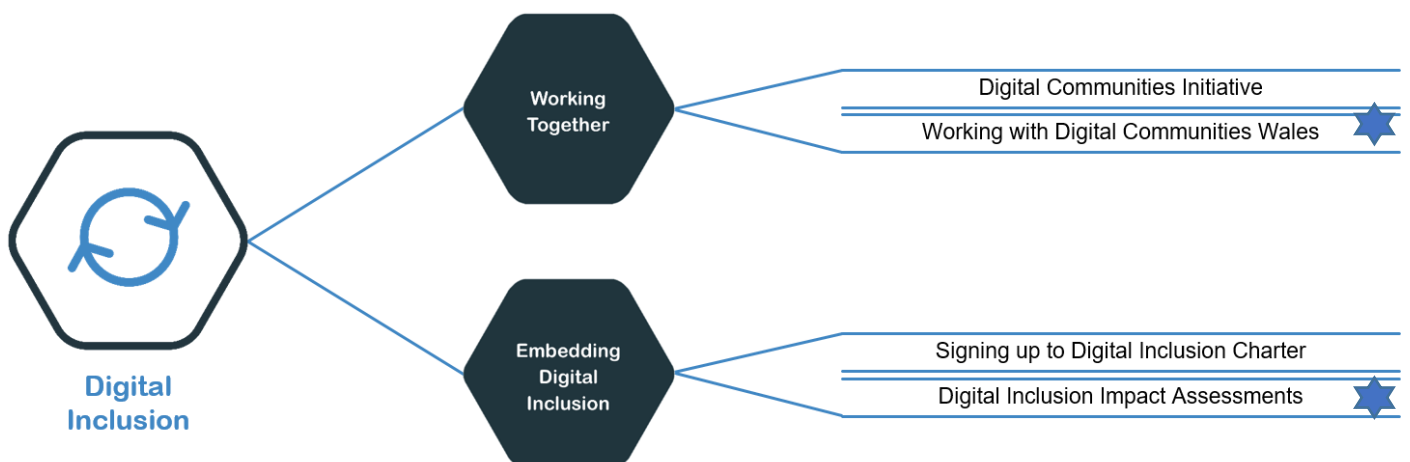 Digital
Inclusion
Working
Together
Digital Communities Initiative
Working with Digital Communities Wales
Embedding
Digital
Inclusion
Signing up to Digital Inclusion Charter
Digital Inclusion Impact Assessments